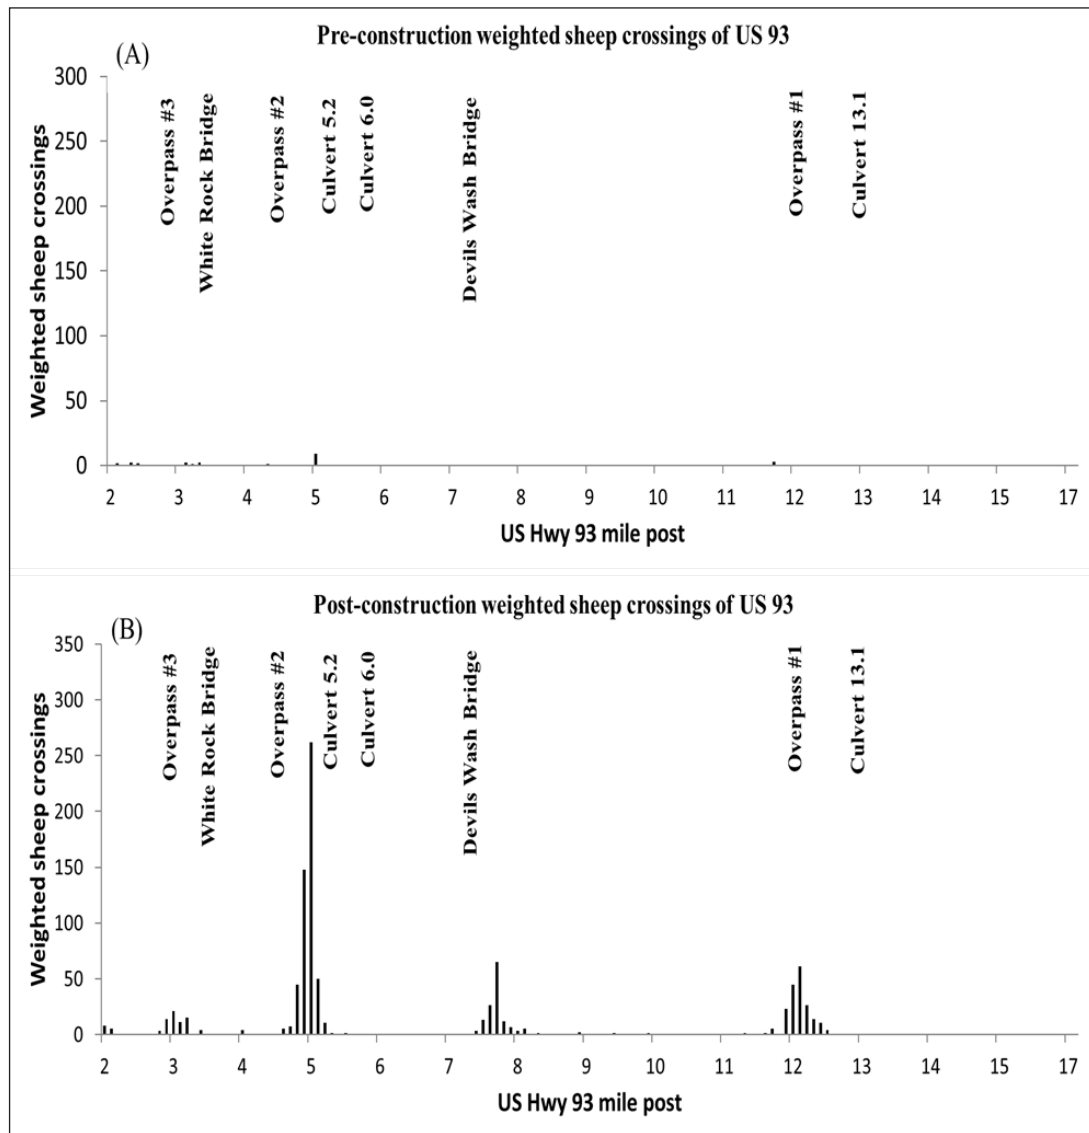 Pre-construction weighted sheep crossings of US 93
(A)
Weighted sheep crossings
300
250
200
150
100
50
0
Overpass #3
White Rock Bridge
Overpass #2
Culvert 5.2
Culvert 6.0
Devils Wash Bridge
Overpass #1
Culvert 13.1
2 3 4 5 6 7 8 9 10 11 12 13 14 15 16 17
US Hwy 93 mile post
Post-construction weighted sheep crossings of US 93
(B)
Weighted sheep crossings
350
300
250
200
150
100
50
0
Overpass #3
White Rock Bridge
Overpass #2
Culvert 5.2
Culvert 6.0
Devils Wash Bridge
Overpass #1
Culvert 13.1
2 3 4 5 6 7 8 9 10 11 12 13 14 15 16 17
US Hwy 93 mile post